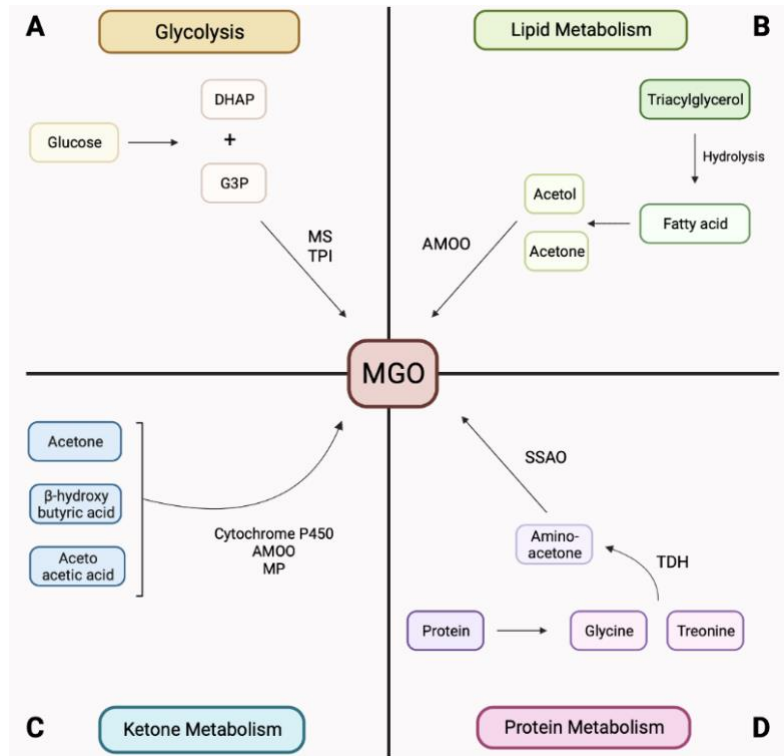 A
Glycolysis
DHAP
Glucose
+
G3P
MS
TPI
Lipid Metabolism
B
Triacylglycerol
Hydrolysis
Acetol
Fatty acid
Acetone
AMOO
MGO
Acetone
β-hydroxy
butyric acid
Aceto
acetic acid
Cytochrome P450
AMOO
MP
C
Ketone Metabolism
SSAO
Amino-
acetone
TDH
Protein
Glycine
Treonine
Protein Metabolism
D